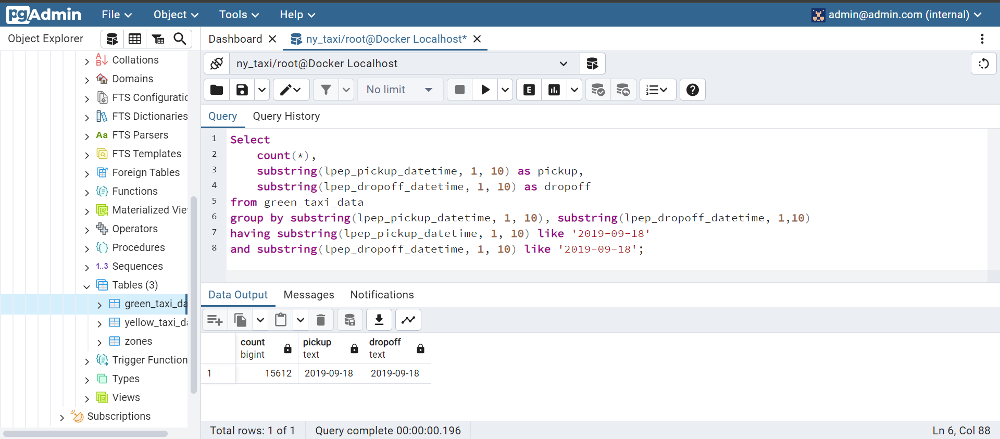 pgAdmin File Object Tools Help admin@admin.com (internal)
Object Explorer
Dashboard ny_taxi/root@Docker Localhost*
Collations
Domains
FTS Configuratio
FTS Dictionaries
Aa FTS Parsers
FTS Templates
Foreign Tables
Functions
Materialized Vie
Operators
Procedures
1..3 Sequences
Tables (3)
green_taxi_da
yellow_taxi_da
zones
Trigger Function
Types
Views
Subscriptions
ny_taxi/root@Docker Localhost
No limit E
Query Query History
1 Select
2 count(*),
3 substring(lpep_pickup_datetime, 1, 10) as pickup,
4 substring(lpep_dropoff_datetime, 1, 10) as dropoff
5 from green_taxi_data
6 group by substring(lpep_pickup_datetime, 1, 10), substring(lpep_dropoff_datetime, 1,10)
7 having substring(lpep_pickup_datetime, 1, 10) like '2019-09-18'
8 and substring(lpep_dropoff_datetime, 1, 10) like '2019-09-18';
Data Output Messages Notifications
count pickup dropoff
bigint text text
1 15612 2019-09-18 2019-09-18
Total rows: 1 of 1 Query complete 00:00:00.196 Ln 6, Col 88